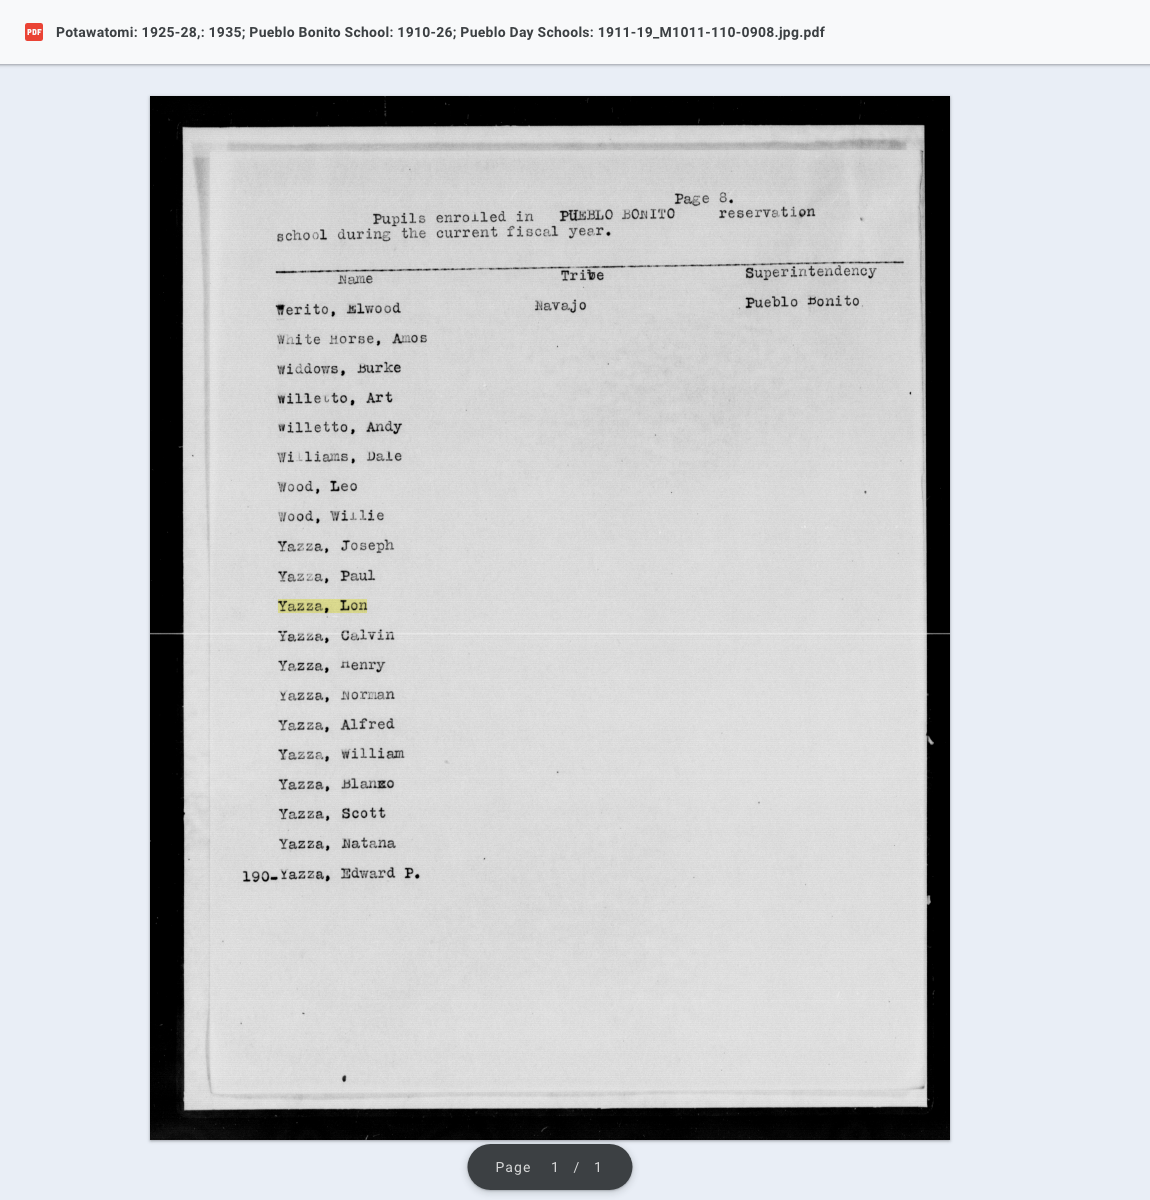 PDF
Potawatomi: 1925-28,: 1935; Pueblo Bonito School: 1910-26; Pueblo Day Schools: 1911-19_M1011-110-0908.jpg.pdf
Page 8.
Pupils enrolled in PUEBLO BONITO reservation
school during the current fiscal year.
Name Tribe Superintendency
Werito, Elwood Navajo Pueblo Bonito
White Horse, Amos
Widdows, Burke
Willetto, Art
Willetto, Andy
Williams, Dale
Wood, Leo
Wood, Willie
Yazza, Joseph
Yazza, Paul
Yazza, Lon
Yazza, Calvin
Yazza, Henry
Yazza, Norman
Yazza, Alfred
Yazza, William
Yazza,
Yazza, Scott
Yazza, Natana
190-Yazza, Edward P.
Page 1 / 1